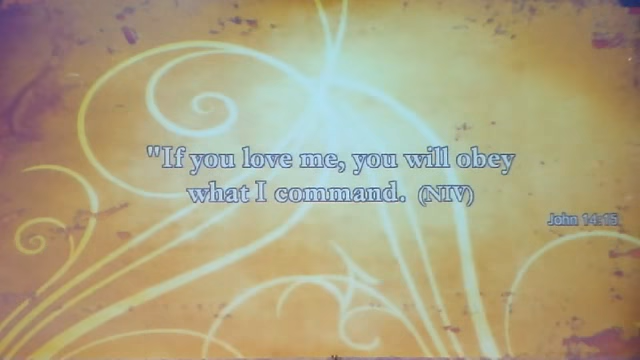 "If you love me, you will obey
what I command. (NIV)
John 14:15